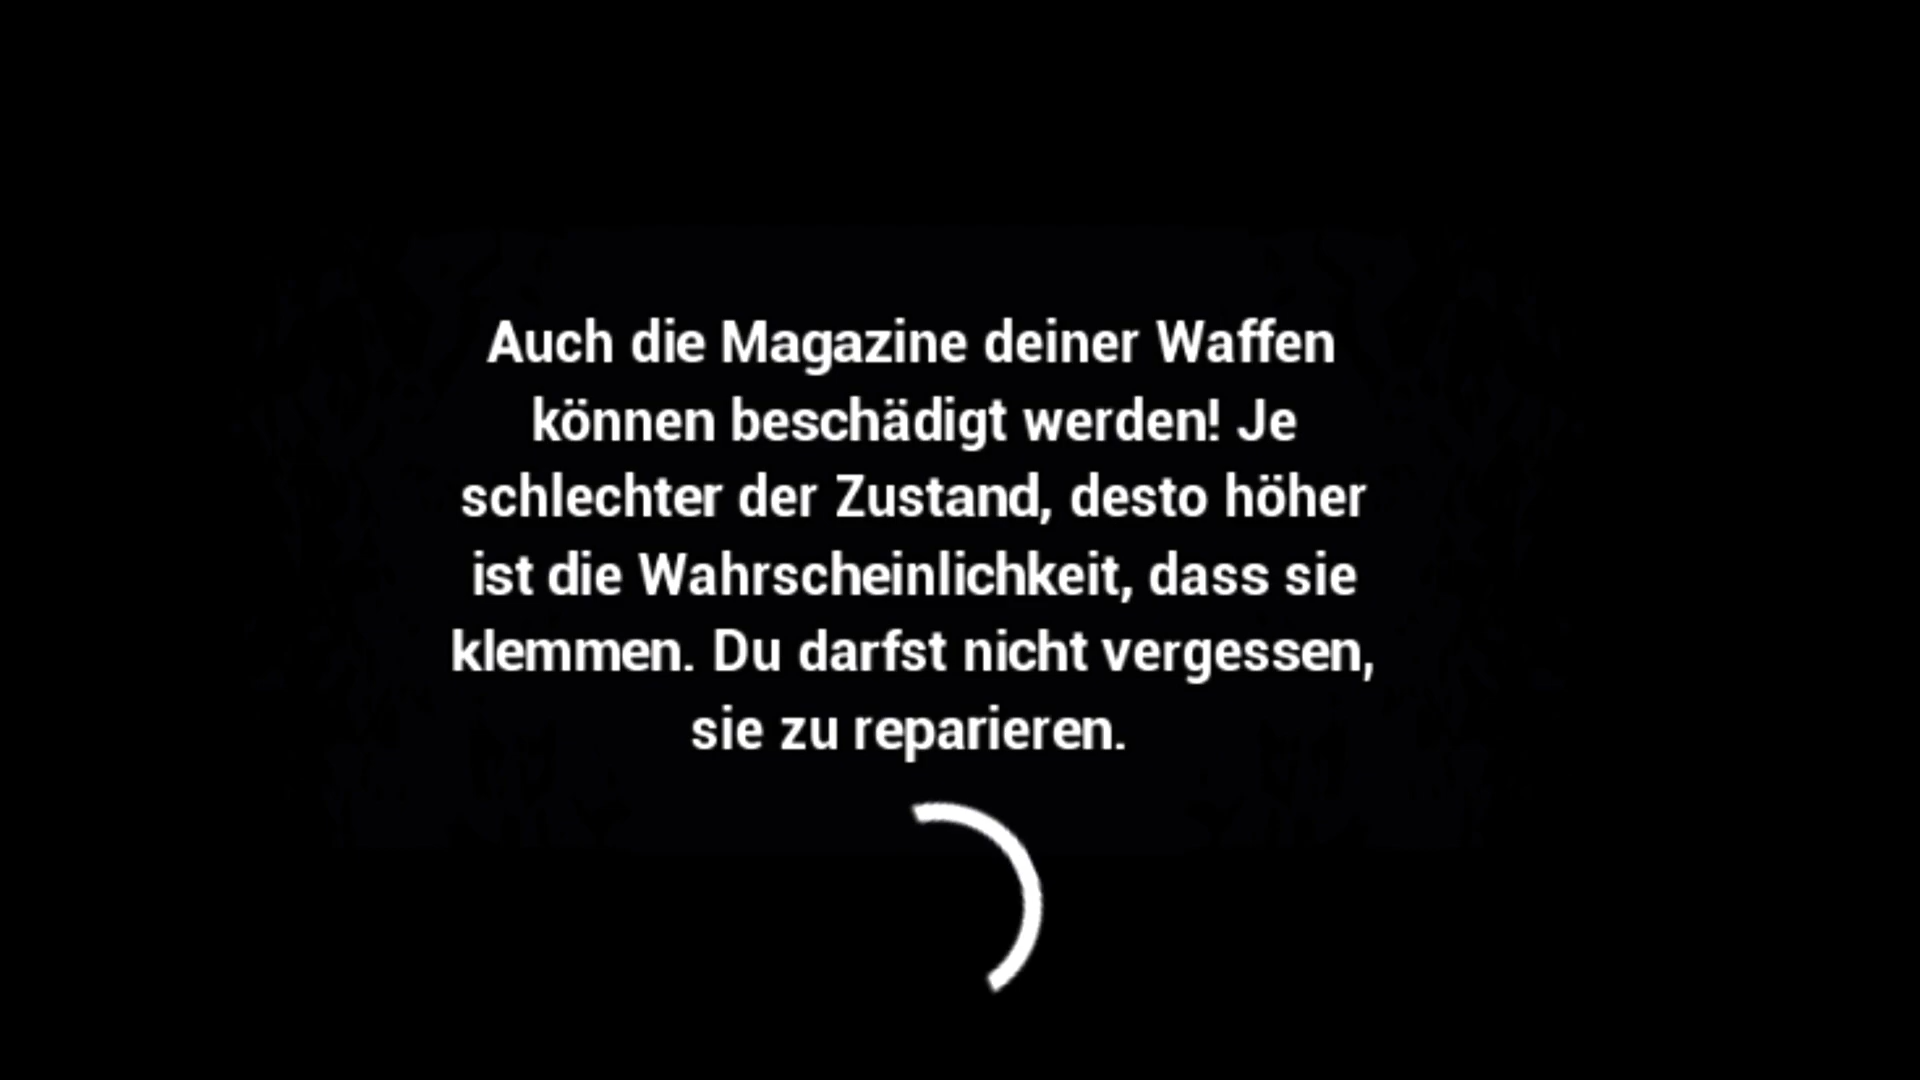 Auch die Magazine deiner Waffen
können beschädigt werden! Je
schlechter der Zustand, desto höher
ist die Wahrscheinlichkeit, dass sie
klemmen. Du darfst nicht vergessen,
sie zu reparieren.